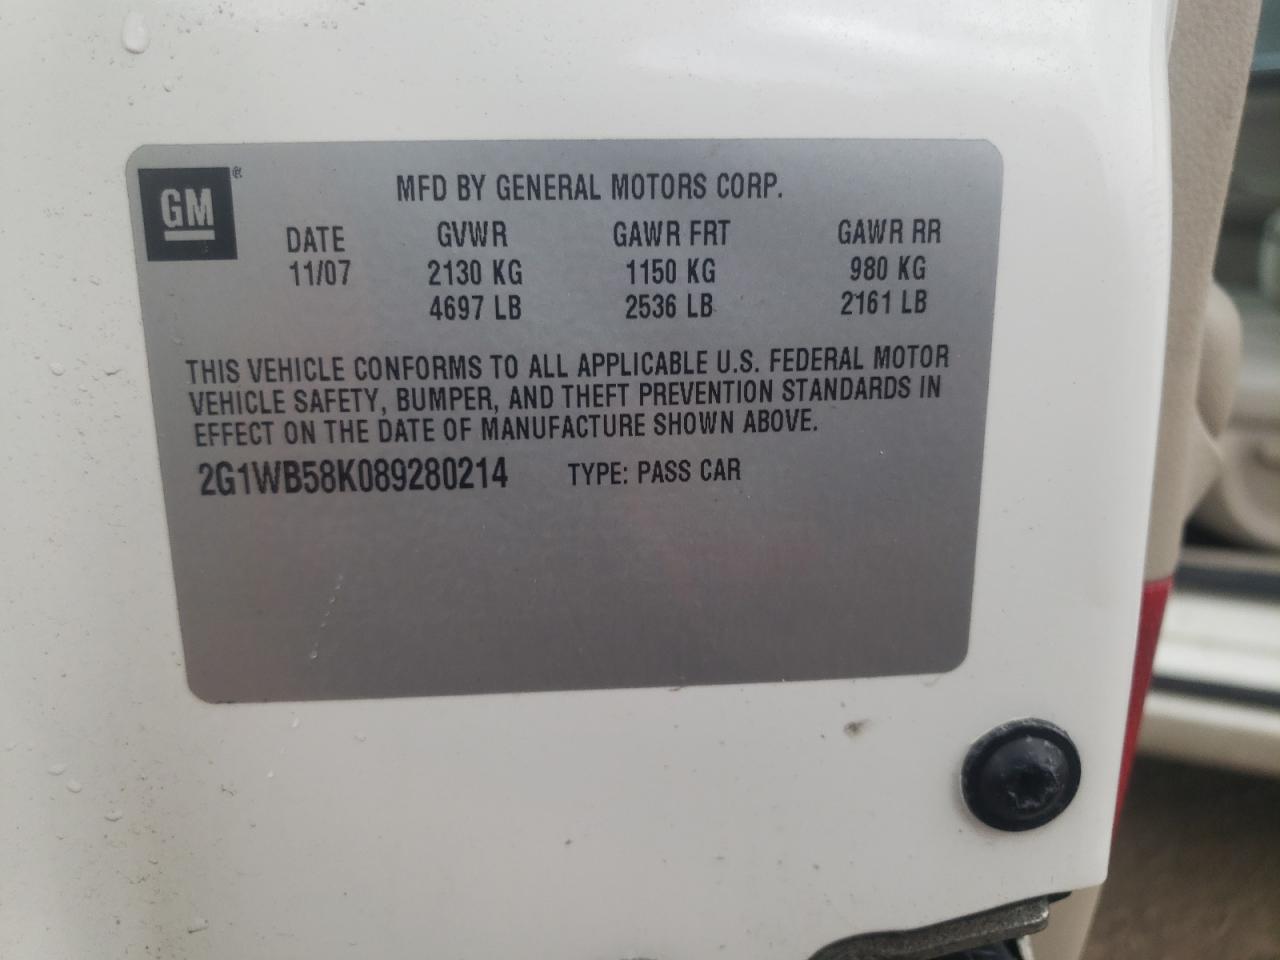 GM®
MFD BY GENERAL MOTORS CORP.
DATE GVWR GAWR FRT GAWR RR
11/07 2130 KG 1150 KG 980 KG
4697 LB 2536 LB 2161 LB
THIS VEHICLE CONFORMS TO ALL APPLICABLE U.S. FEDERAL MOTOR
VEHICLE SAFETY, BUMPER, AND THEFT PREVENTION STANDARDS IN
EFFECT ON THE DATE OF MANUFACTURE SHOWN ABOVE.
2G1WB58K089280214 TYPE: PASS CAR